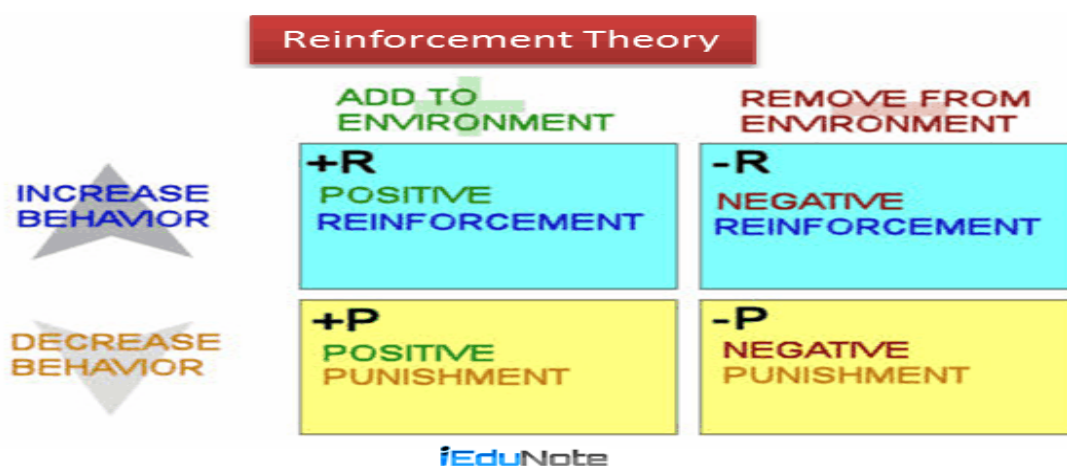 Reinforcement Theory
ADD TO
ENVIRONMENT
REMOVE FROM
ENVIRONMENT
INCREASE
BEHAVIOR
+R
POSITIVE
REINFORCEMENT
-R
NEGATIVE
REINFORCEMENT
DECREASE
BEHAVIOR
+P
POSITIVE
PUNISHMENT
-P
NEGATIVE
PUNISHMENT
iEduNote